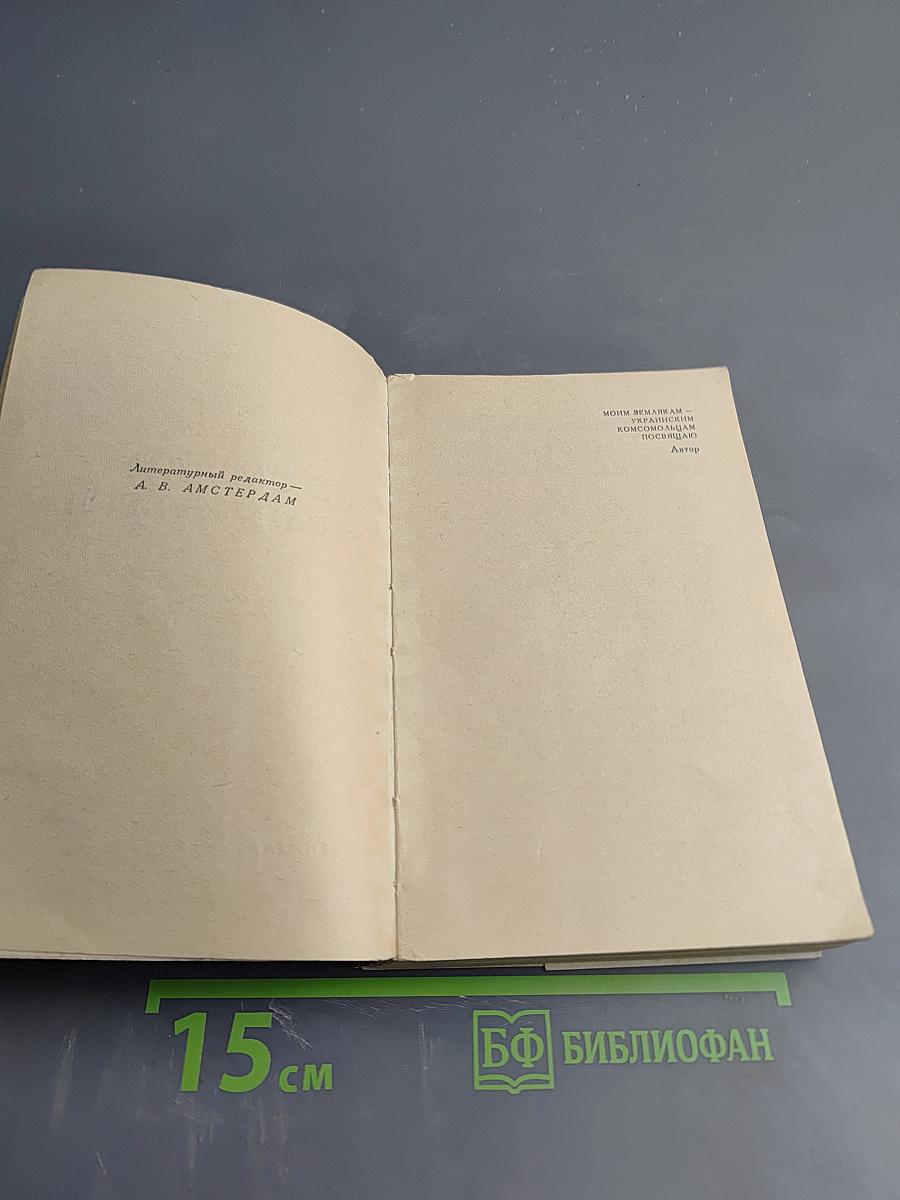 Литературный редактор —
А. В. АМСТЕРДАМ
МОИМ ЗЕМЛЯКАМ —
УКРАИНСКИМ
КОМСОМОЛЬЦАМ
ПОСВЯЩАЮ
Автор
15 см
БФ БИБЛИОФАН